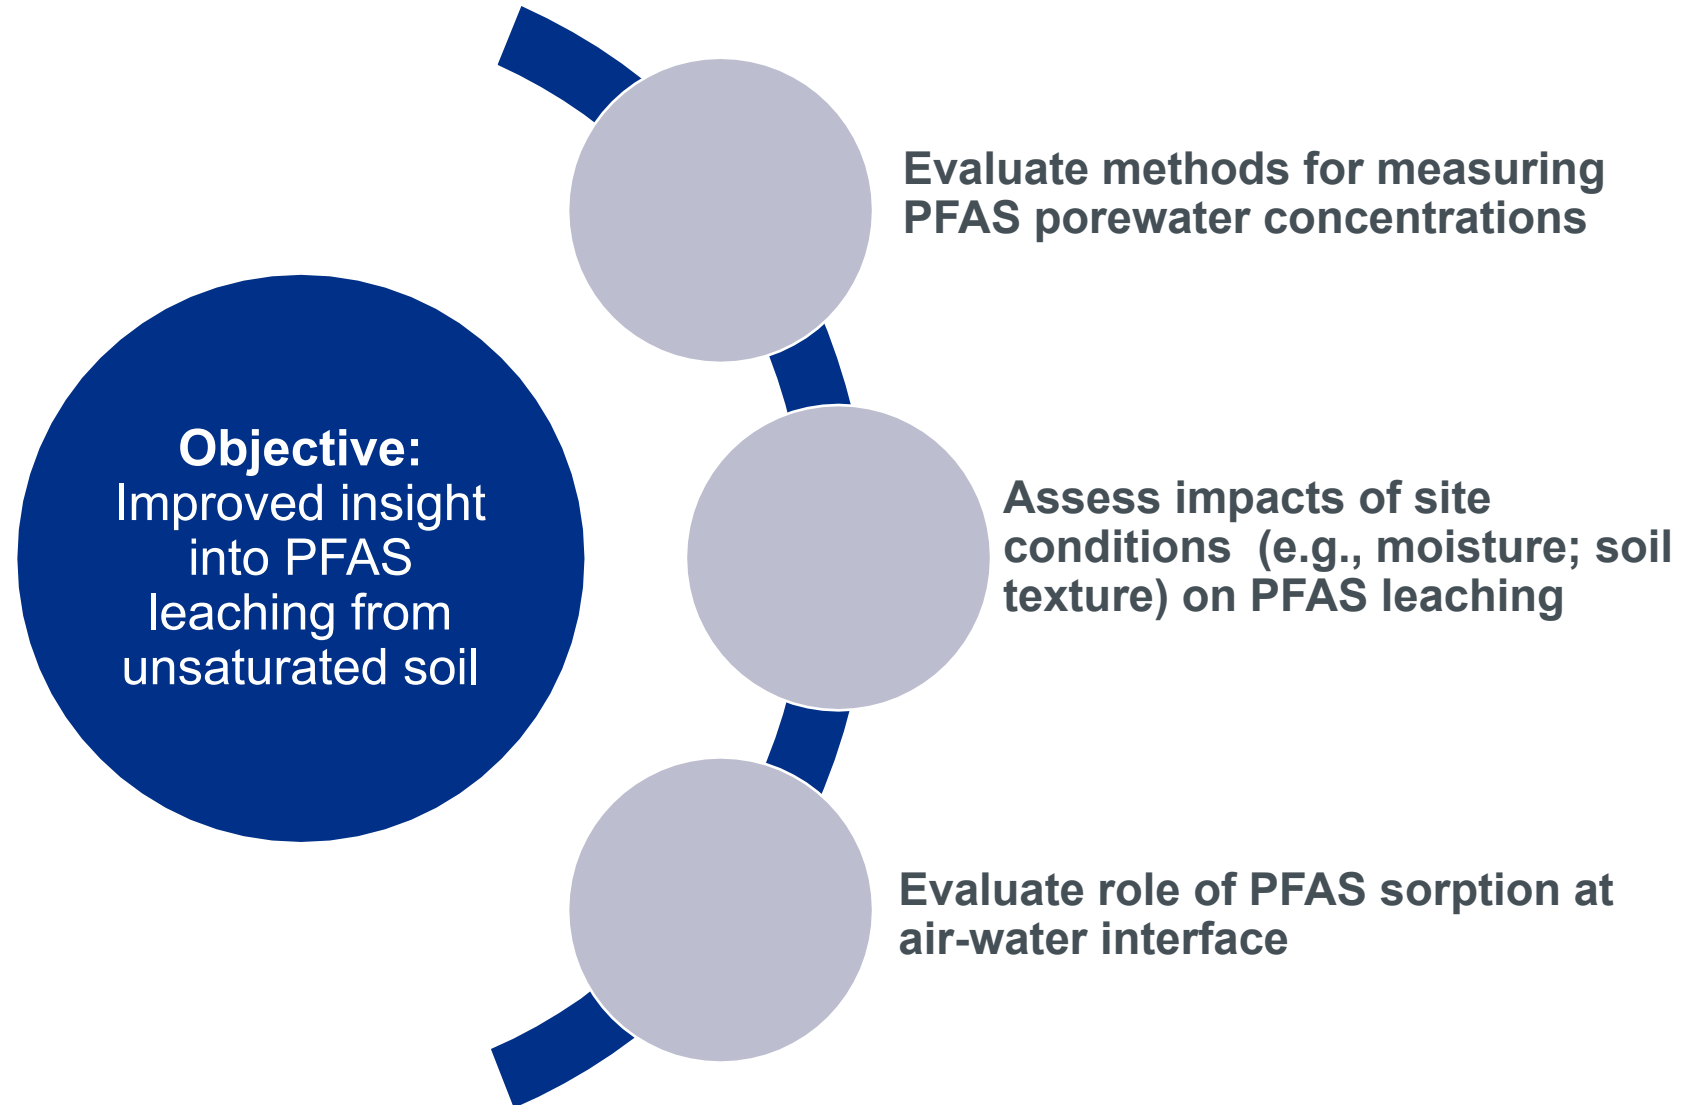 Objective:
Improved insight
into PFAS
leaching from
unsaturated soil
Evaluate methods for measuring
PFAS porewater concentrations
Assess impacts of site
conditions  (e.g., moisture; soil
texture) on PFAS leaching
Evaluate role of PFAS sorption at
air-water interface